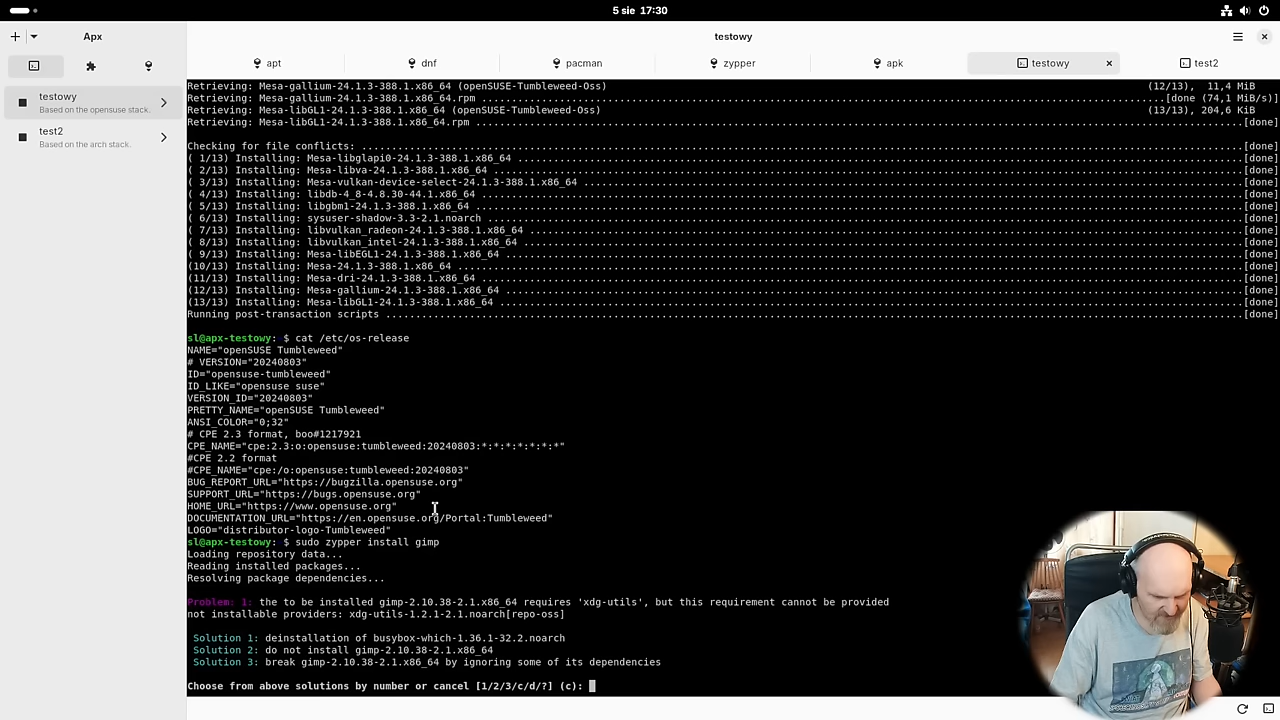 5 sie 17:30
Apx
testowy
apt
dnf
pacman
zypper
apk
testowy
test2
testowy
Based on the opensuse stack.
test2
Based on the arch stack.
Retrieving: Mesa-gallium-24.1.3-388.1.x86_64 (openSUSE-Tumbleweed-Oss) (12/13), 11,4 MiB
Retrieving: Mesa-gallium-24.1.3-388.1.x86_64.rpm ...[done (74,1 MiB/s)]
Retrieving: Mesa-libGL1-24.1.3-388.1.x86_64 (openSUSE-Tumbleweed-Oss) (13/13), 204,6 KiB
Retrieving: Mesa-libGL1-24.1.3-388.1.x86_64.rpm ...[done]
Checking for file conflicts: ...[done]
( 1/13) Installing: Mesa-libglapi0-24.1.3-388.1.x86_64 ...[done]
( 2/13) Installing: Mesa-libva-24.1.3-388.1.x86_64 ...[done]
( 3/13) Installing: Mesa-vulkan-device-select-24.1.3-388.1.x86_64 ...[done]
( 4/13) Installing: libdb-4_8-4.8.30-44.1.x86_64 ...[done]
( 5/13) Installing: libgbm1-24.1.3-388.1.x86_64 ...[done]
( 6/13) Installing: sysuser-shadow-3.3-2.1.noarch ...[done]
( 7/13) Installing: libvulkan_radeon-24.1.3-388.1.x86_64 ...[done]
( 8/13) Installing: libvulkan_intel-24.1.3-388.1.x86_64 ...[done]
( 9/13) Installing: Mesa-libEGL1-24.1.3-388.1.x86_64 ...[done]
(10/13) Installing: Mesa-24.1.3-388.1.x86_64 ...[done]
(11/13) Installing: Mesa-dri-24.1.3-388.1.x86_64 ...[done]
(12/13) Installing: Mesa-gallium-24.1.3-388.1.x86_64 ...[done]
(13/13) Installing: Mesa-libGL1-24.1.3-388.1.x86_64 ...[done]
Running post-transaction scripts ...[done]
sl@apx-testowy: $ cat /etc/os-release
NAME="openSUSE Tumbleweed"
# VERSION="20240803"
ID="opensuse-tumbleweed"
ID_LIKE="opensuse suse"
VERSION_ID="20240803"
PRETTY_NAME="openSUSE Tumbleweed"
ANSI_COLOR="0;32"
# CPE 2.3 format, boo#1217921
CPE_NAME="cpe:2.3:o:opensuse:tumbleweed:20240803:*:*:*:*:*:*:*"
#CPE 2.2 format
#CPE_NAME="cpe:/o:opensuse:tumbleweed:20240803"
BUG_REPORT_URL="https://bugzilla.opensuse.org"
SUPPORT_URL="https://bugs.opensuse.org"
HOME_URL="https://www.opensuse.org"
DOCUMENTATION_URL="https://en.opensuse.org/Portal:Tumbleweed"
LOGO="distributor-logo-Tumbleweed"
sl@apx-testowy: $ sudo zypper install gimp
Loading repository data...
Reading installed packages...
Resolving package dependencies...
Problem: 1: the to be installed gimp-2.10.38-2.1.x86_64 requires 'xdg-utils', but this requirement cannot be provided
not installable providers: xdg-utils-1.2.1-2.1.noarch[repo-oss]
Solution 1: deinstallation of busybox-which-1.36.1-32.2.noarch
Solution 2: do not install gimp-2.10.38-2.1.x86_64
Solution 3: break gimp-2.10.38-2.1.x86_64 by ignoring some of its dependencies
Choose from above solutions by number or cancel [1/2/3/c/d/?] (c):